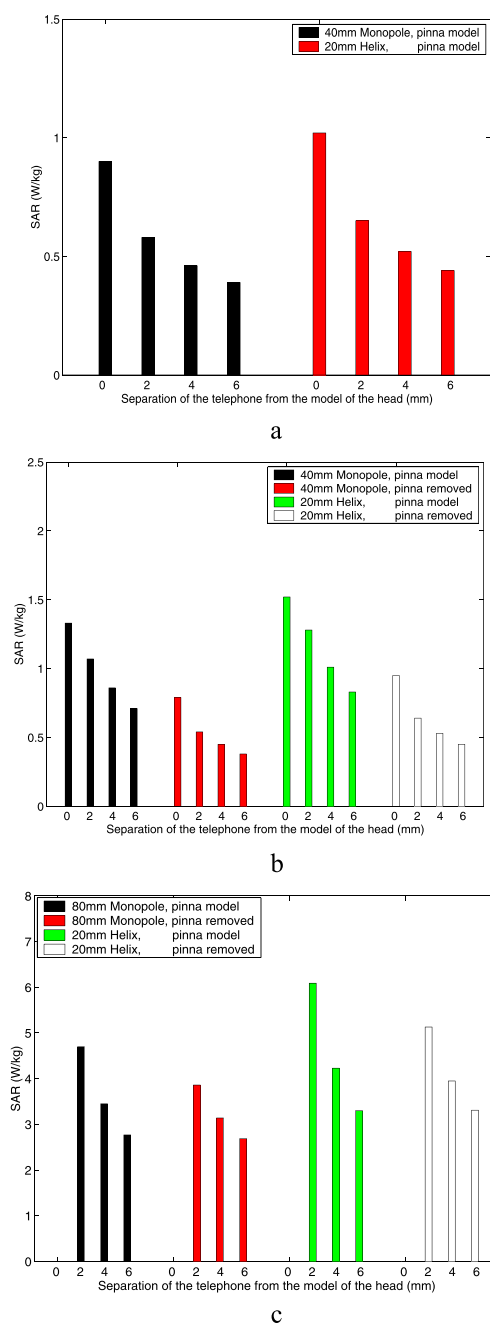 1.5
40mm Monopole, pinna model
20mm Helix, pinna model
1
SAR (W/kg)
0.5
0
0 2 4 6 0 2 4 6
Separation of the telephone from the model of the head (mm)
a
2.5
40mm Monopole, pinna model
40mm Monopole, pinna removed
20mm Helix, pinna model
20mm Helix, pinna removed
2
1.5
SAR (W/kg)
1
0.5
0
0 2 4 6 0 2 4 6 0 2 4 6 0 2 4 6
Separation of the telephone from the model of the head (mm)
b
8
80mm Monopole, pinna model
80mm Monopole, pinna removed
20mm Helix, pinna model
20mm Helix, pinna removed
7
6
5
SAR (W/kg)
4
3
2
1
0
0 2 4 6 0 2 4 6 0 2 4 6 0 2 4 6
Separation of the telephone from the model of the head (mm)
c